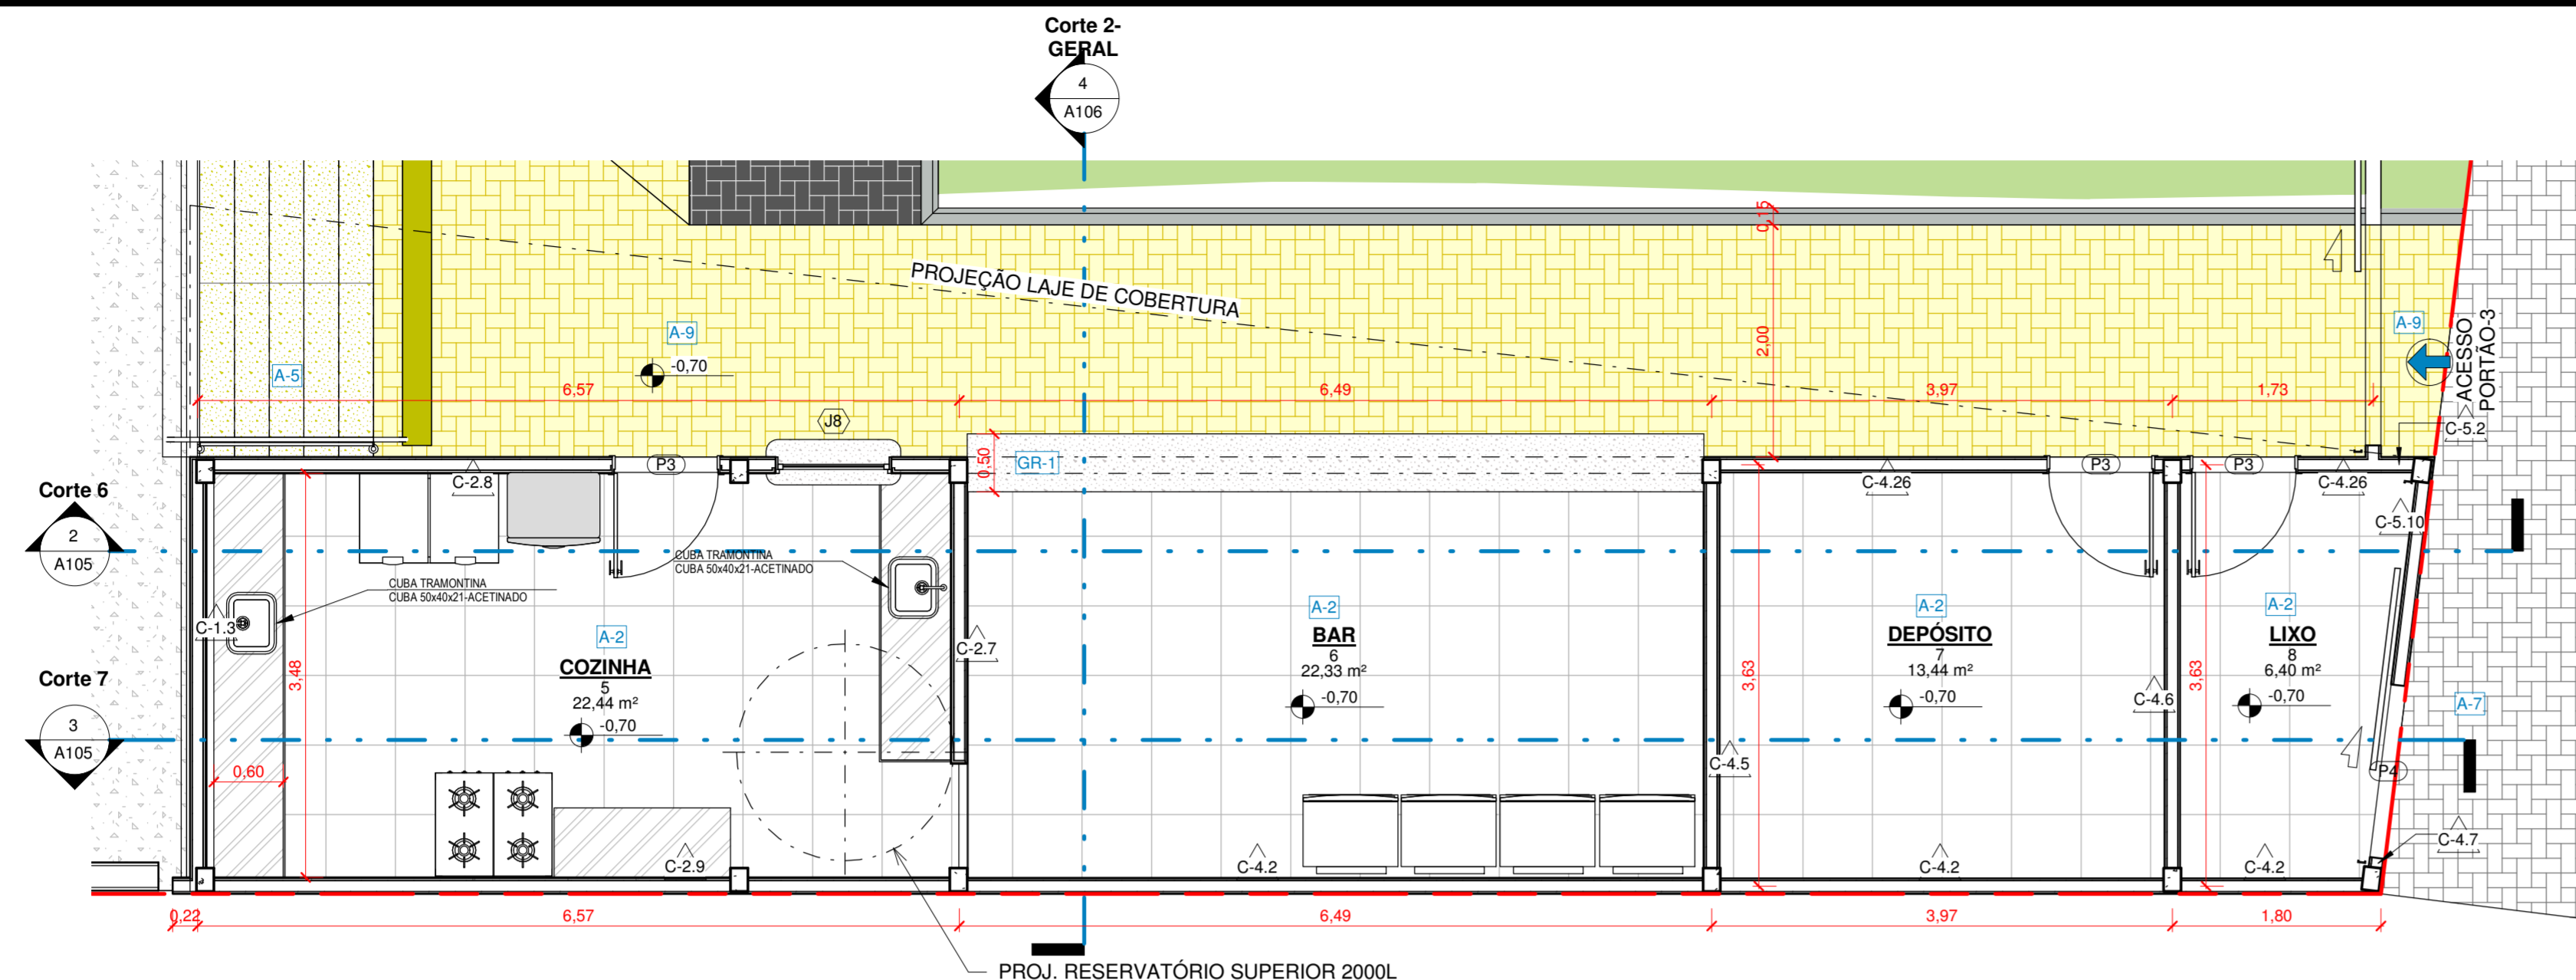 Corte 2-
GERAL
4
A106
0,15
PROJEÇÃO LAJE DE COBERTURA
A-9
-0,70
A-5
2,00
A-9
ACESSO
PORTÃO-3
6,57
6,49
3,97
1,73
J8
C-5.2
P3
GR-1
0,50
P3
P3
C-2.8
C-4.26
C-4.26
Corte 6
2
A105
C-5.10
CUBA TRAMONTINA
CUBA 50x40x21-ACETINADO
CUBA TRAMONTINA
CUBA 50x40x21-ACETINADO
C-1.3
A-2
COZINHA
5
22,44 m²
-0,70
3,48
C-2.7
A-2
BAR
6
22,33 m²
-0,70
A-2
DEPÓSITO
7
13,44 m²
-0,70
3,63
C-4.6
A-2
LIXO
8
6,40 m²
-0,70
3,63
A-7
Corte 7
3
A105
0,60
C-4.5
P4
C-2.9
C-4.2
C-4.2
C-4.2
C-4.7
0,22
6,57
6,49
3,97
1,80
PROJ. RESERVATÓRIO SUPERIOR 2000L